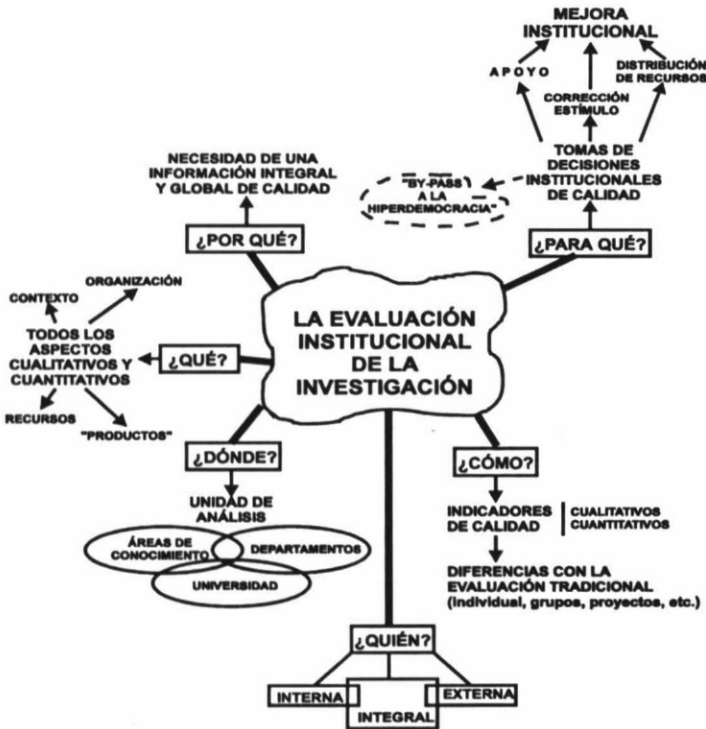 MEJORA
INSTITUCIONAL
APOYO
DISTRIBUCIÓN
DE RECURSOS
CORRECCIÓN
ESTÍMULO
TOMAS DE
DECISIONES
INSTITUCIONALES
DE CALIDAD
"BY-PASS
A LA
HIPERDEMOCRACIA"
¿PARA QUÉ?
NECESIDAD DE UNA
INFORMACIÓN INTEGRAL
Y GLOBAL DE CALIDAD
¿POR QUÉ?
LA EVALUACIÓN
INSTITUCIONAL
DE LA
INVESTIGACIÓN
ORGANIZACIÓN
CONTEXTO
TODOS LOS
ASPECTOS
CUALITATIVOS Y
CUANTITATIVOS
¿QUÉ?
RECURSOS
"PRODUCTOS"
¿DÓNDE?
UNIDAD DE
ANÁLISIS
ÁREAS DE
CONOCIMIENTO
DEPARTAMENTOS
UNIVERSIDAD
¿CÓMO?
INDICADORES
DE CALIDAD
CUALITATIVOS
CUANTITATIVOS
DIFERENCIAS CON LA
EVALUACIÓN TRADICIONAL
(individual, grupos, proyectos, etc.)
¿QUIÉN?
INTERNA
INTEGRAL
EXTERNA